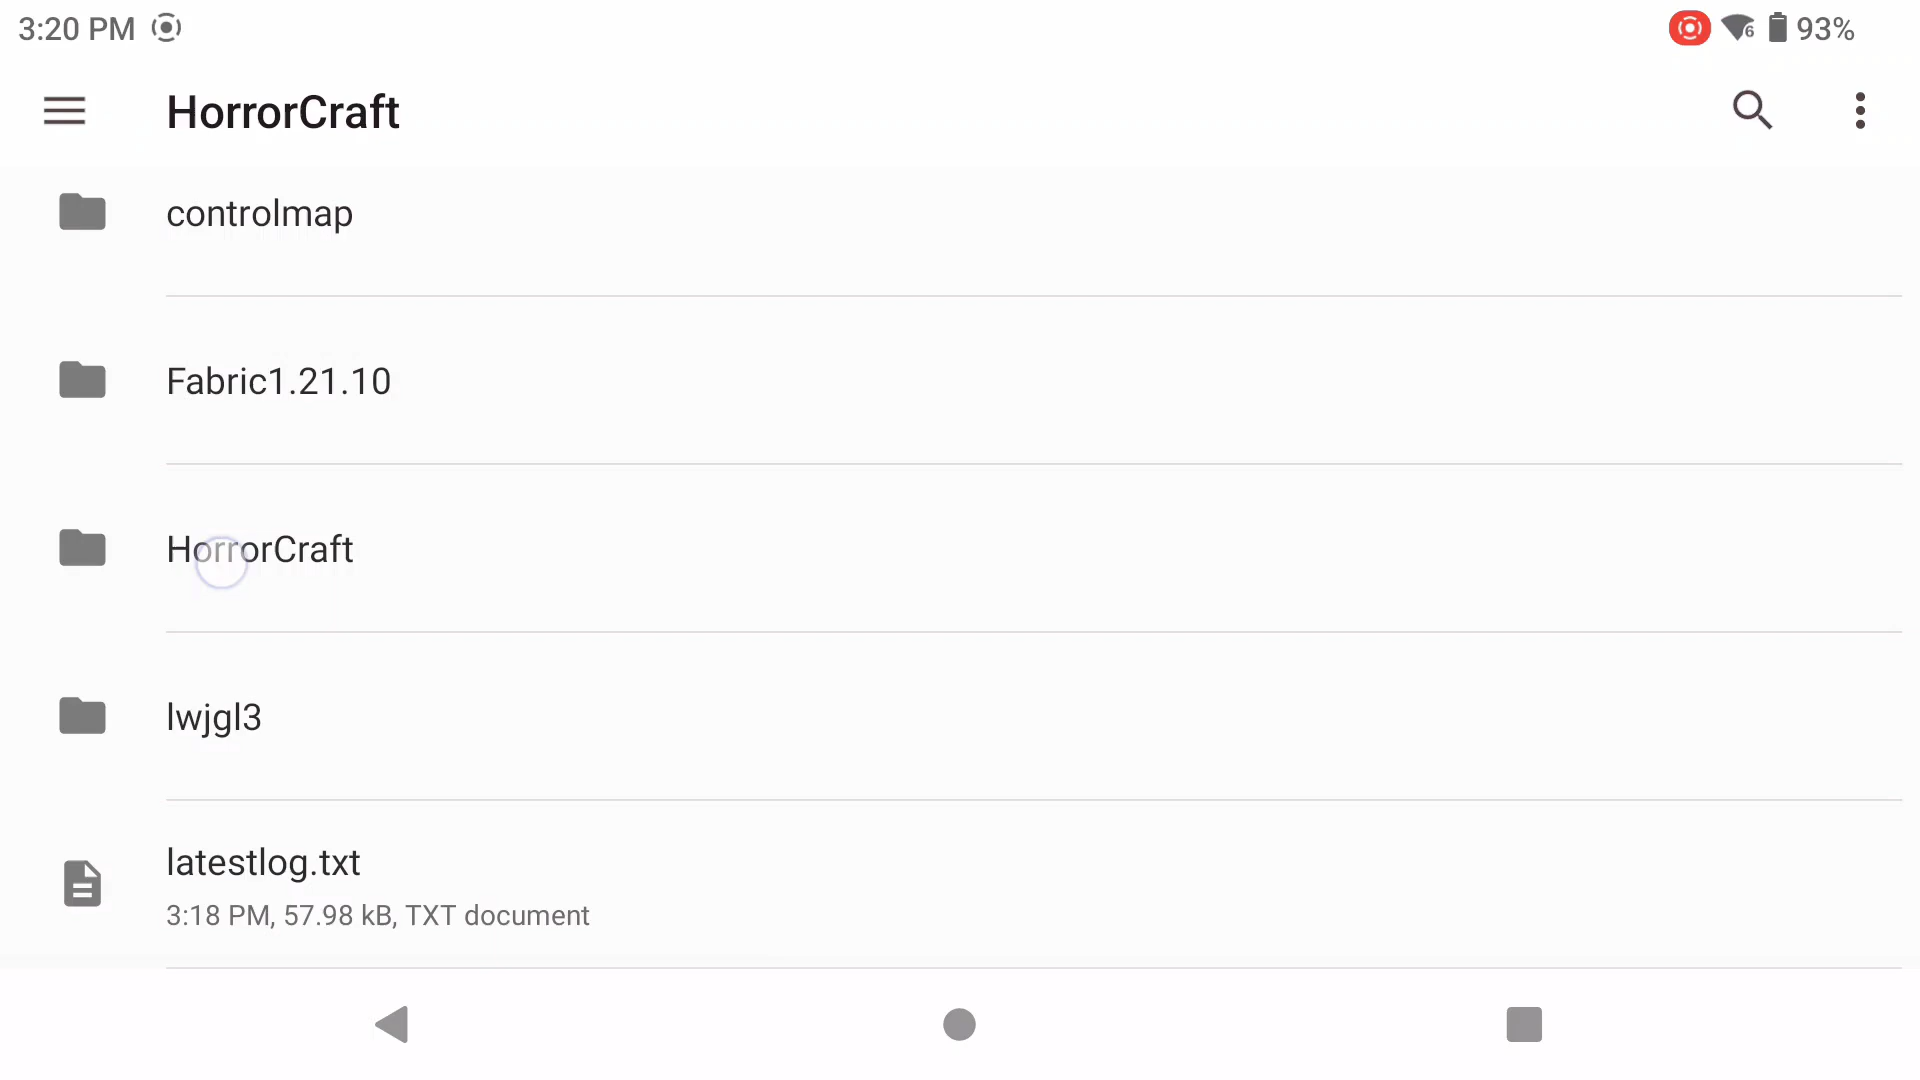 3:20 PM
93%
HorrorCraft
controlmap
Fabric1.21.10
HorrorCraft
lwjgl3
latestlog.txt
3:18 PM, 57.98 kB, TXT document